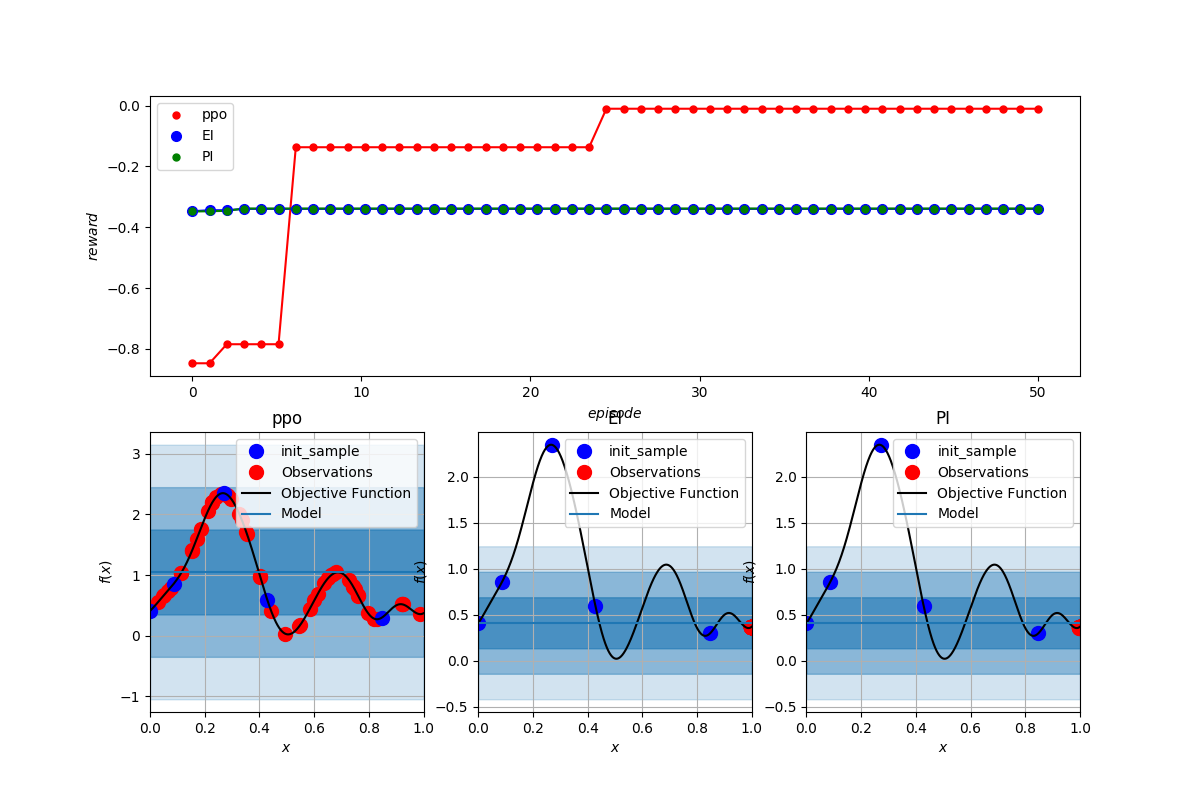 0.0
−0.2
−0.4
−0.6
−0.8
reward
ppo
EI
PI
0 10 20 30 40 50
episode
ppo
EI
PI
3
2
1
0
−1
f(x)
init_sample
Observations
Objective Function
Model
0.0 0.2 0.4 0.6 0.8 1.0
x
2.0
1.5
1.0
0.5
0.0
−0.5
f(x)
init_sample
Observations
Objective Function
Model
0.0 0.2 0.4 0.6 0.8 1.0
x
2.0
1.5
1.0
0.5
0.0
−0.5
f(x)
init_sample
Observations
Objective Function
Model
0.0 0.2 0.4 0.6 0.8 1.0
x